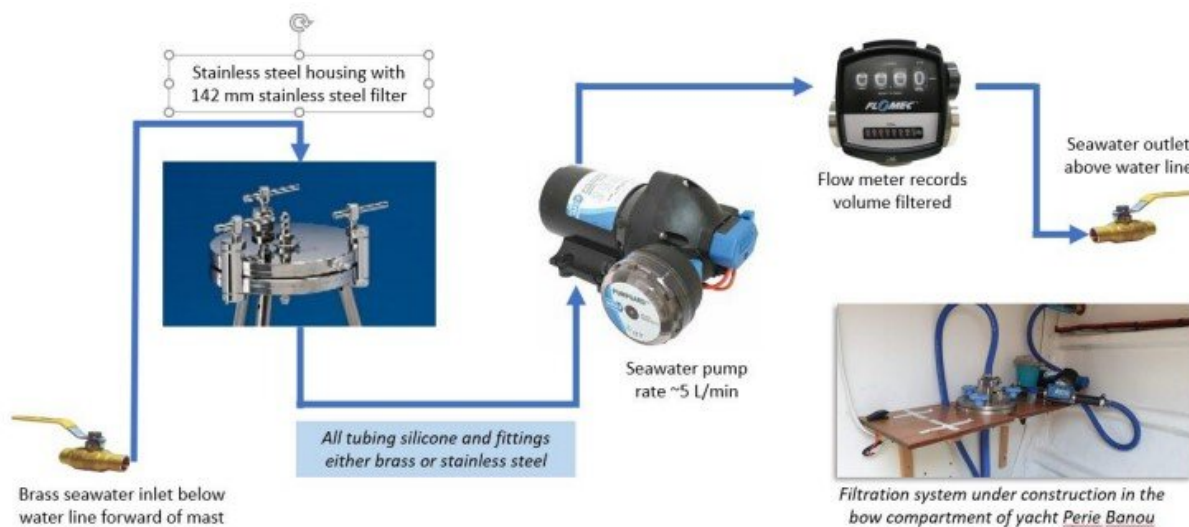 Stainless steel housing with
142 mm stainless steel filter
FLOMEC
Flow meter records
volume filtered
Seawater outlet
above water line
Seawater pump
rate ~5 L/min
All tubing silicone and fittings
either brass or stainless steel
Brass seawater inlet below
water line forward of mast
Filtration system under construction in the
bow compartment of yacht Perie Banou